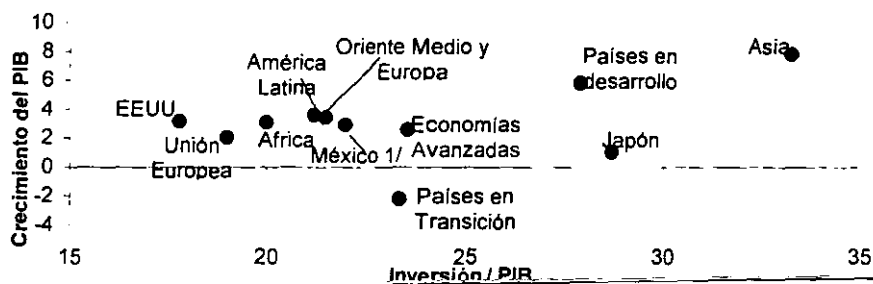 Crecimiento del PIB
10
8
6
4
2
0
-2
-4
EEUU
Unión
Europea
Africa
América
Latina
Oriente Medio y
Europa
México 1/
Economías
Avanzadas
Países en
Transición
Países en
desarrollo
Japón
Asia
15
20
25
30
35
Inversión / PIB